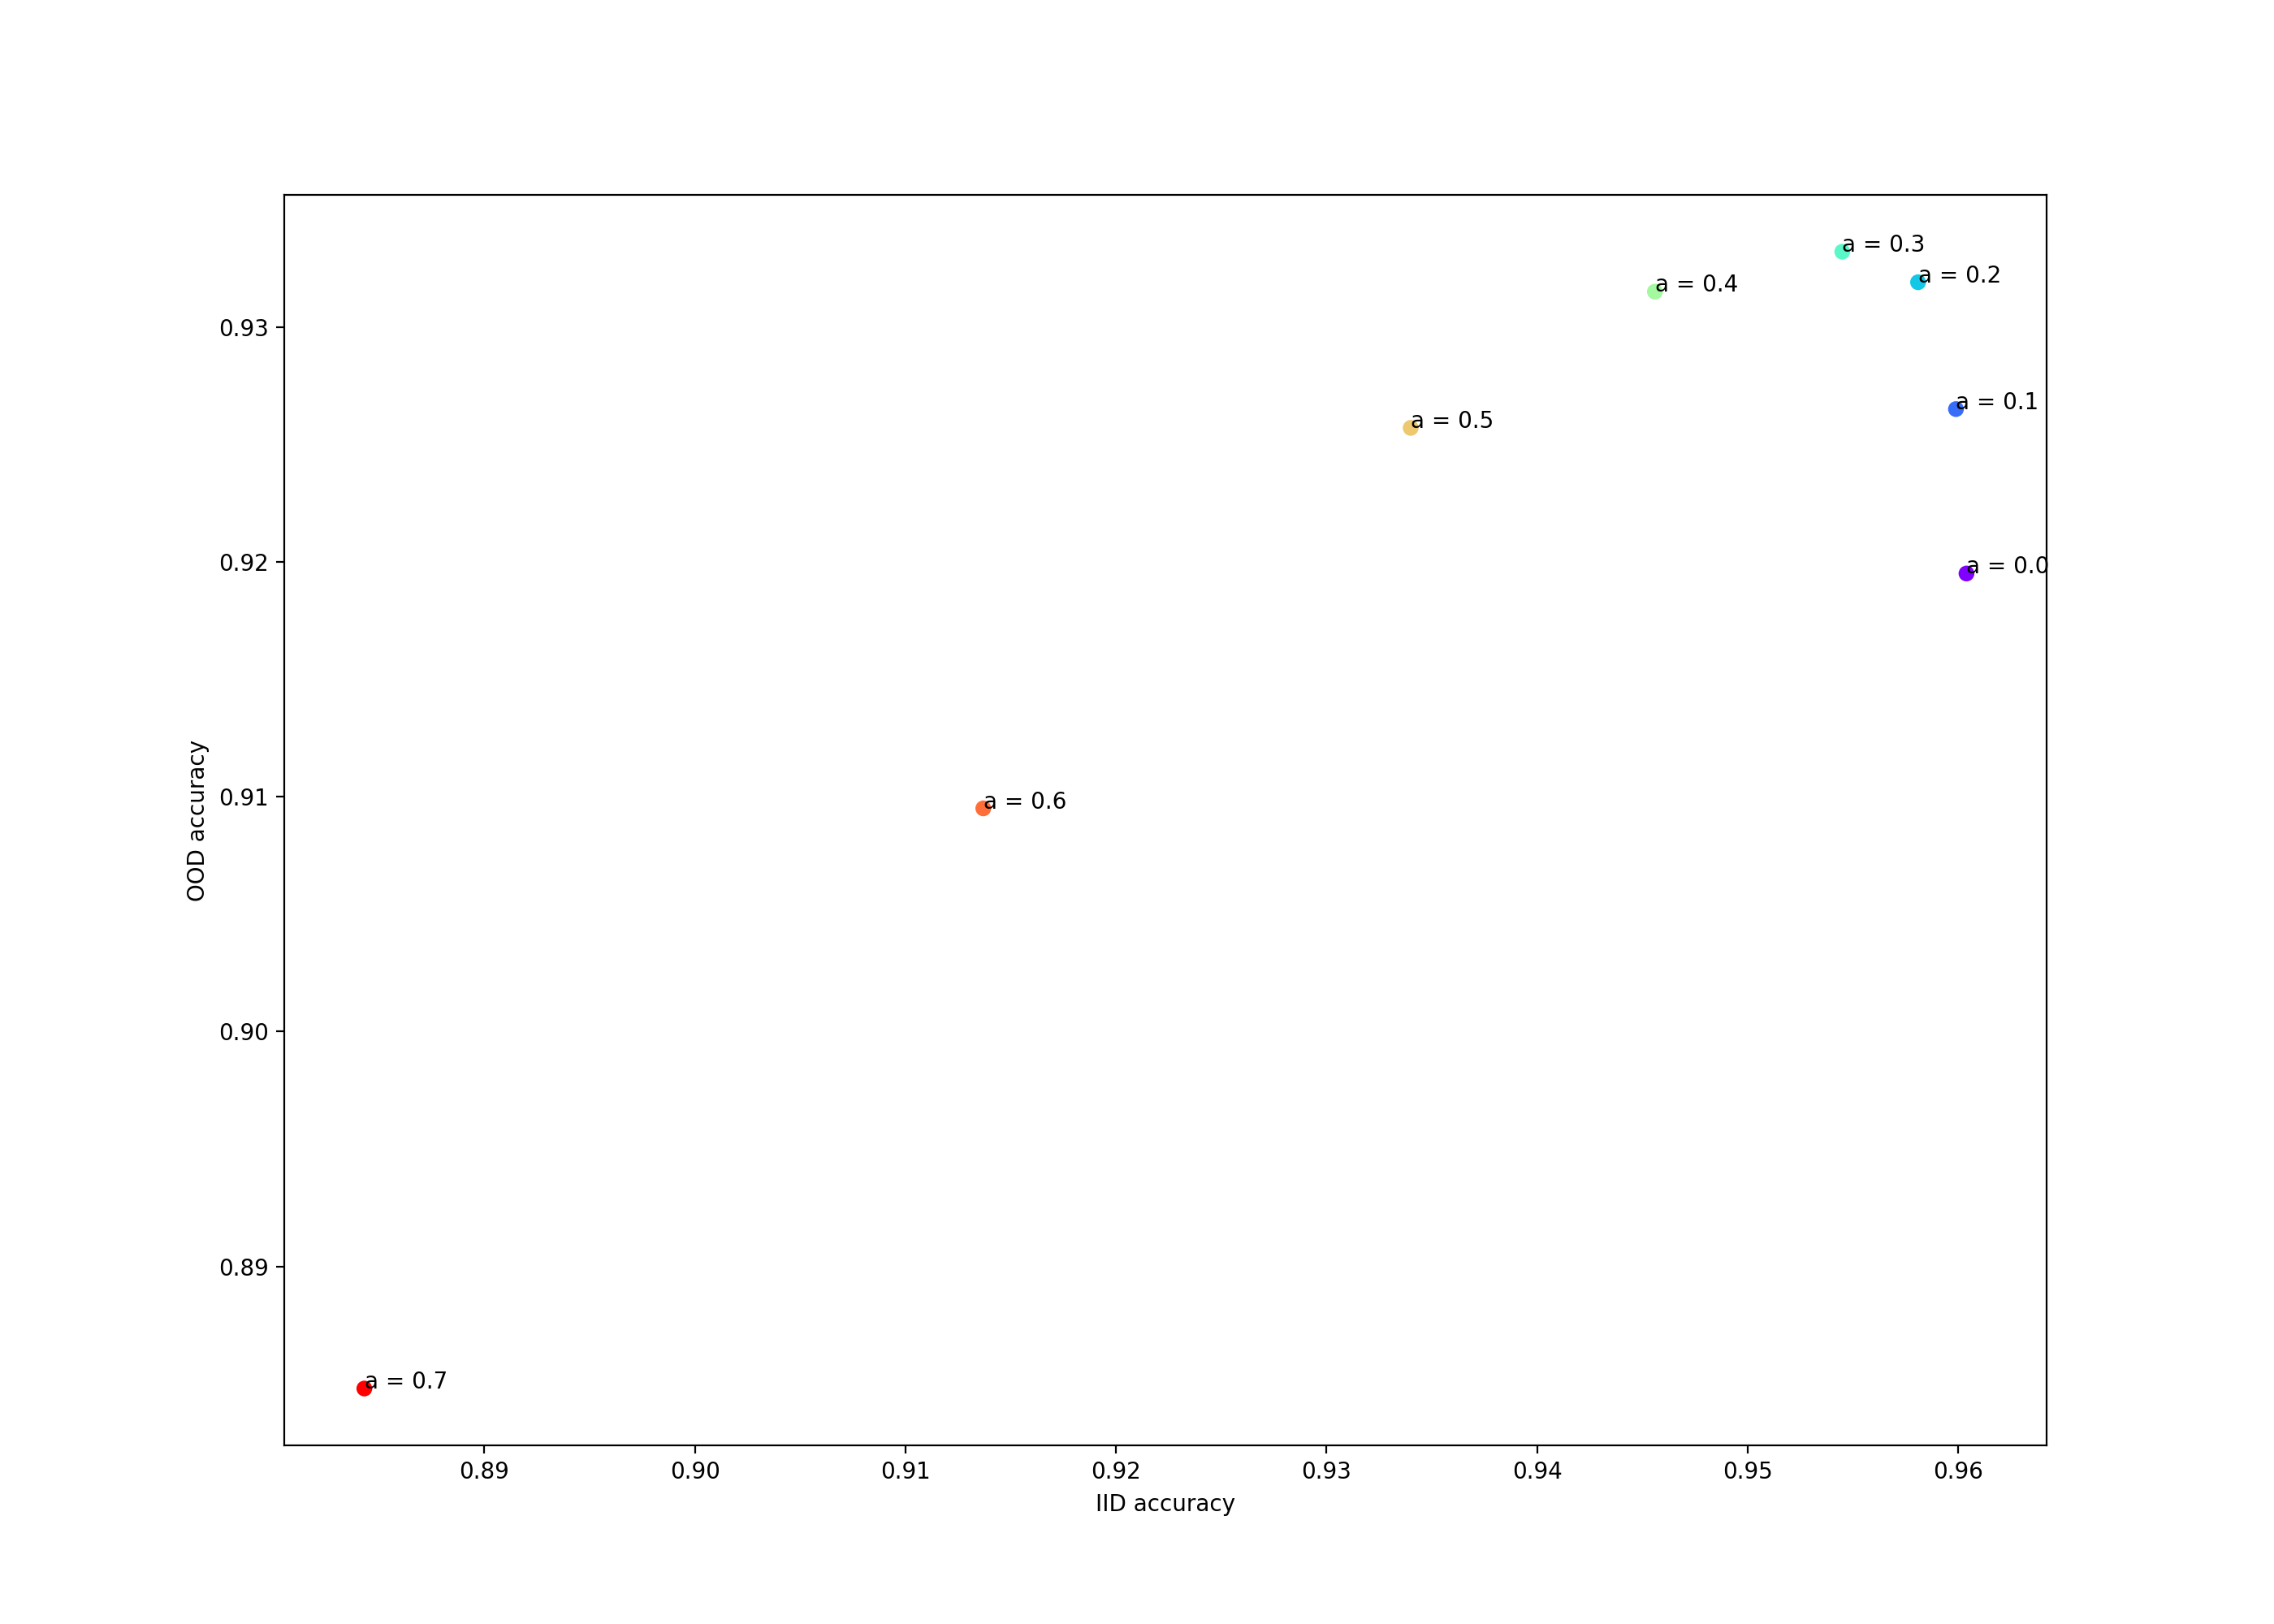 a = 0.3
a = 0.2
a = 0.4
0.93
a = 0.1
a = 0.5
0.92
a = 0.0
0.91
a = 0.6
OOD accuracy
0.90
0.89
a = 0.7
0.89 0.90 0.91 0.92 0.93 0.94 0.95 0.96
IID accuracy